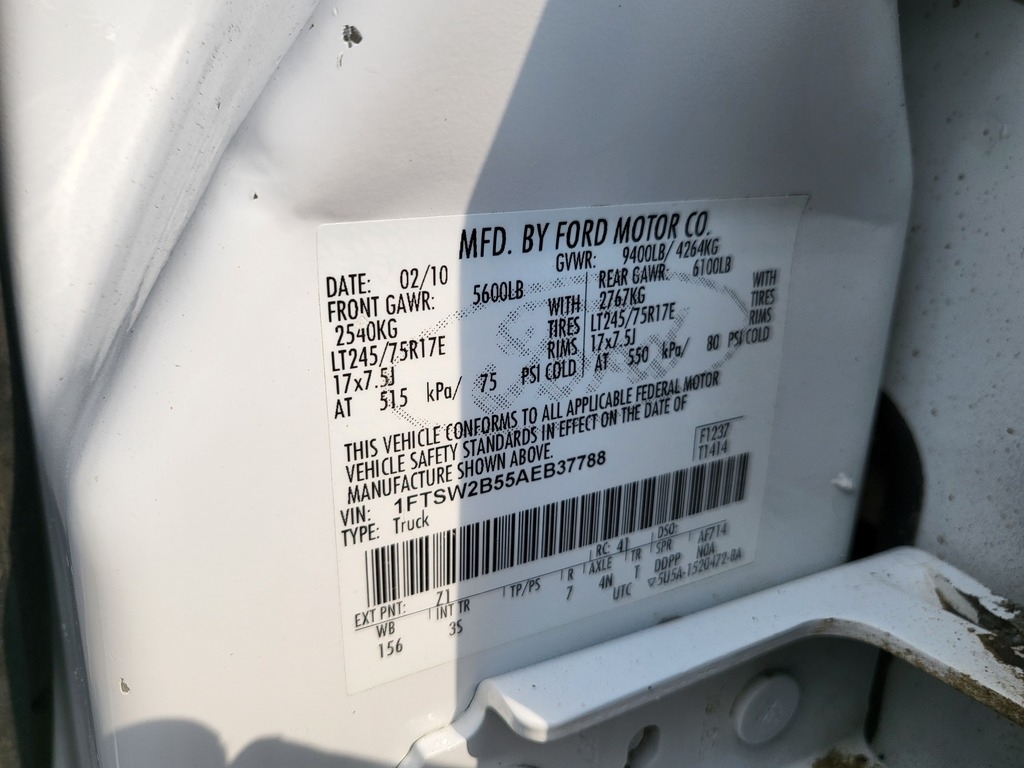 MFD. BY FORD MOTOR CO.
DATE: 02/10 GVWR: 9400LB/ 4264KG
FRONT GAWR: 5600LB REAR GAWR: 6100LB
2540KG WITH 2767KG WITH
LT245/75R17E TIRES LT245/75R17E TIRES
17x7.5J RIMS 17x7.5J RIMS
AT 515 kPa/ 75 PSI COLD AT 550 kPa/ 80 PSI COLD
THIS VEHICLE CONFORMS TO ALL APPLICABLE FEDERAL MOTOR
VEHICLE SAFETY STANDARDS IN EFFECT ON THE DATE OF
MANUFACTURE SHOWN ABOVE.
F1237
T1414
VIN: 1FTSW2B55AEB37788
TYPE: Truck
EXT PNT: Z1 RC: 41 DSO: AF714
WB INT TR TP/PS R AXLE TR SPR NOA
156 3S 7 4N T DDPP
UTC ▽5U5A-1520472-BA